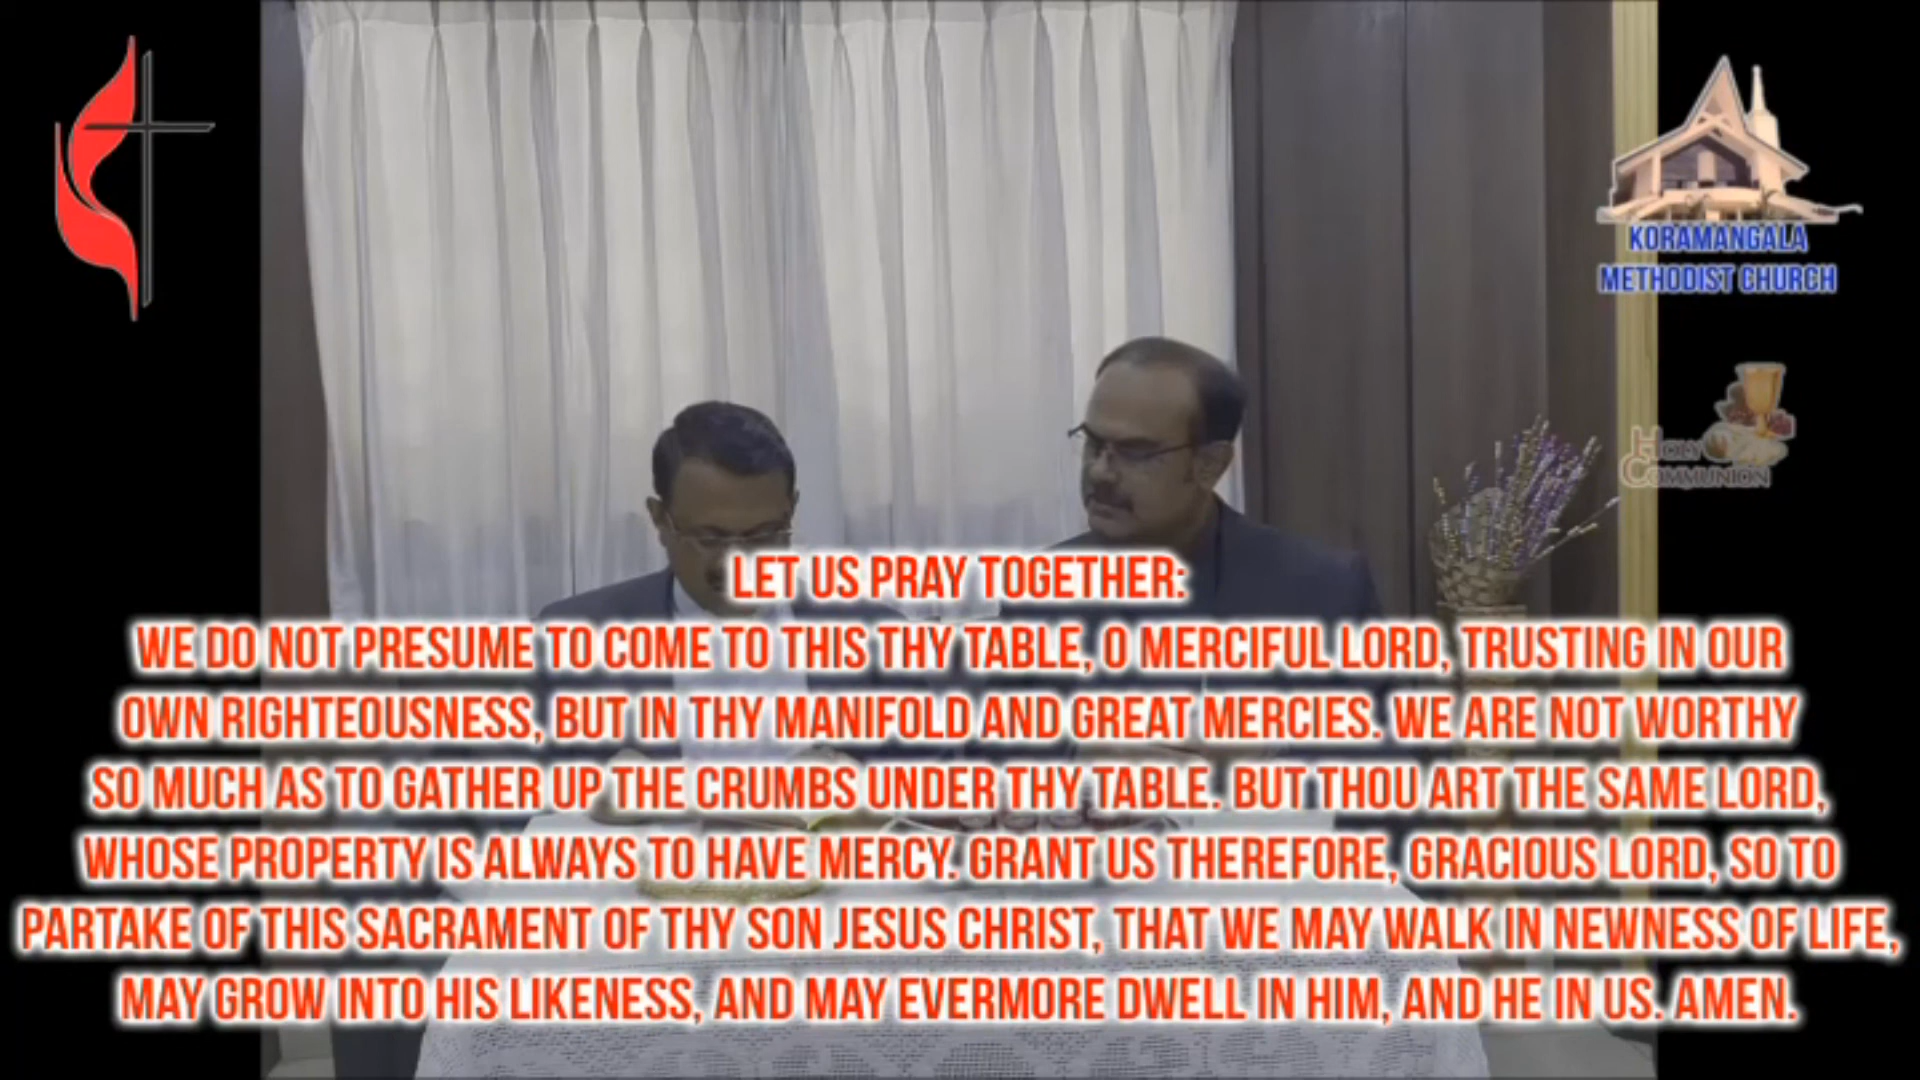 KORAMANGALA
METHODIST CHURCH
HOLY
COMMUNION
LET US PRAY TOGETHER:
WE DO NOT PRESUME TO COME TO THIS THY TABLE, O MERCIFUL LORD, TRUSTING IN OUR
OWN RIGHTEOUSNESS, BUT IN THY MANIFOLD AND GREAT MERCIES. WE ARE NOT WORTHY
SO MUCH AS TO GATHER UP THE CRUMBS UNDER THY TABLE. BUT THOU ART THE SAME LORD,
WHOSE PROPERTY IS ALWAYS TO HAVE MERCY. GRANT US THEREFORE, GRACIOUS LORD, SO TO
PARTAKE OF THIS SACRAMENT OF THY SON JESUS CHRIST, THAT WE MAY WALK IN NEWNESS OF LIFE,
MAY GROW INTO HIS LIKENESS, AND MAY EVERMORE DWELL IN HIM, AND HE IN US. AMEN.